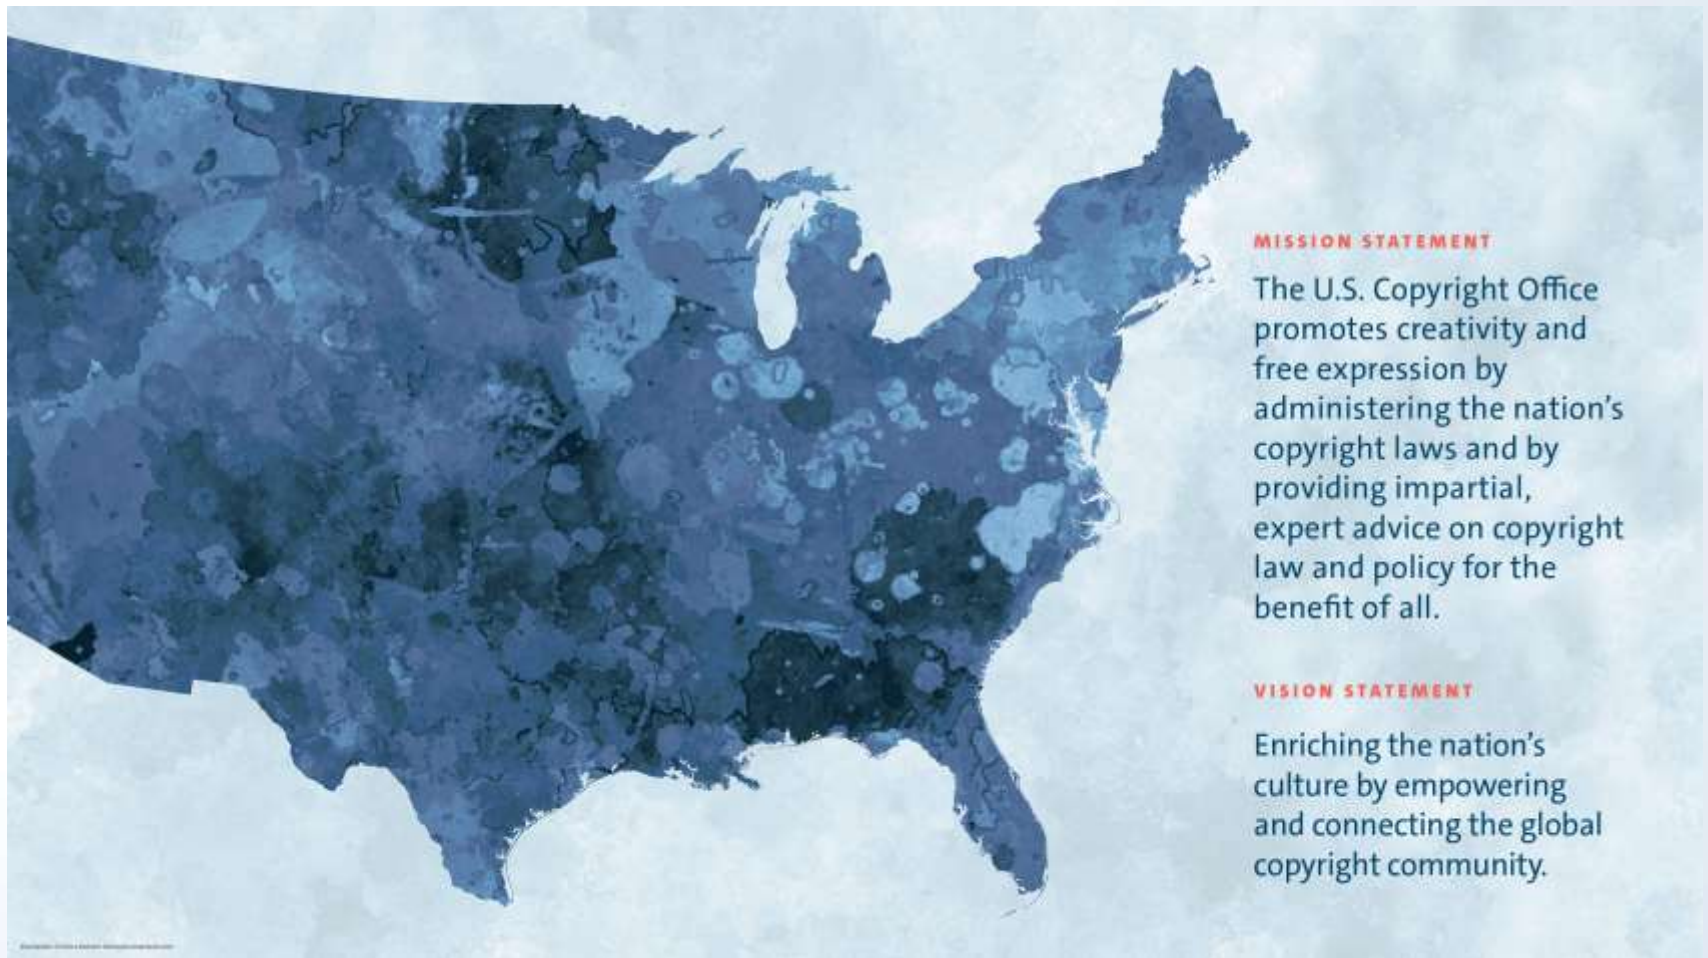 MISSION STATEMENT
The U.S. Copyright Office
promotes creativity and
free expression by
administering the nation's
copyright laws and by
providing impartial,
expert advice on copyright
law and policy for the
benefit of all.
VISION STATEMENT
Enriching the nation's
culture by empowering
and connecting the global
copyright community.